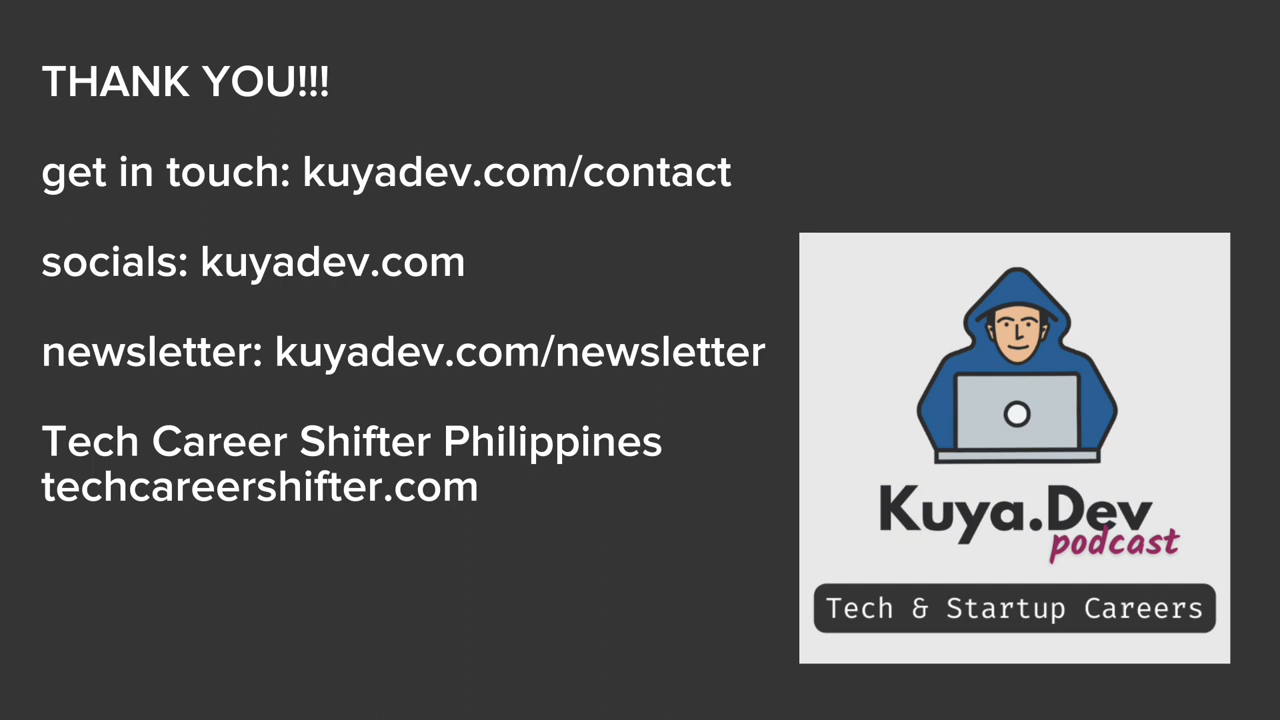 THANK YOU!!!
get in touch: kuyadev.com/contact
socials: kuyadev.com
newsletter: kuyadev.com/newsletter
Tech Career Shifter Philippines
techcareershifter.com
Kuya.Dev
podcast
Tech & Startup Careers